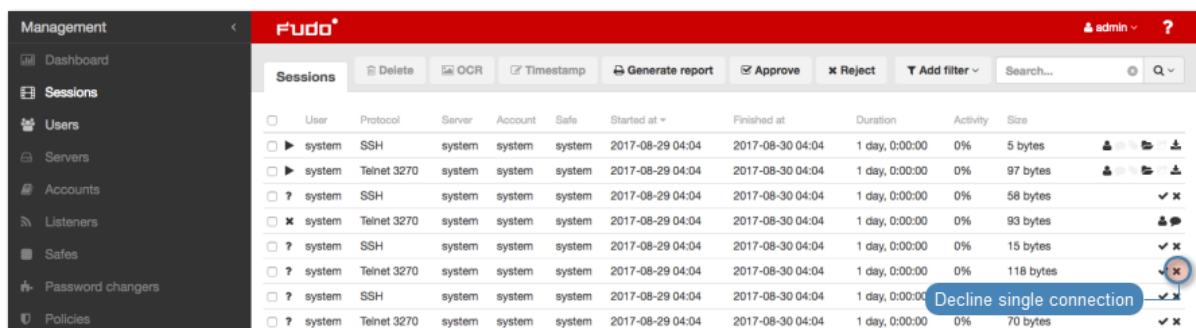 Management
Fudo
admin
?
Dashboard
Sessions
Users
Servers
Accounts
Listeners
Safes
Password changers
Policies
Sessions
Delete
OCR
Timestamp
Generate report
Approve
Reject
Add filter
Search...
User Protocol Server Account Safe Started at Finished at Duration Activity Size
system SSH system system system 2017-08-29 04:04 2017-08-30 04:04 1 day, 0:00:00 0% 5 bytes
system Telnet 3270 system system system 2017-08-29 04:04 2017-08-30 04:04 1 day, 0:00:00 0% 97 bytes
? system SSH system system system 2017-08-29 04:04 2017-08-30 04:04 1 day, 0:00:00 0% 58 bytes
system Telnet 3270 system system system 2017-08-29 04:04 2017-08-30 04:04 1 day, 0:00:00 0% 93 bytes
? system SSH system system system 2017-08-29 04:04 2017-08-30 04:04 1 day, 0:00:00 0% 15 bytes
? system Telnet 3270 system system system 2017-08-29 04:04 2017-08-30 04:04 1 day, 0:00:00 0% 118 bytes
? system SSH system system system 2017-08-29 04:04 2017-08-30 04:04 1 day, 0:00:00
Decline single connection
? system Telnet 3270 system system system 2017-08-29 04:04 2017-08-30 04:04 1 day, 0:00:00 0% 70 bytes